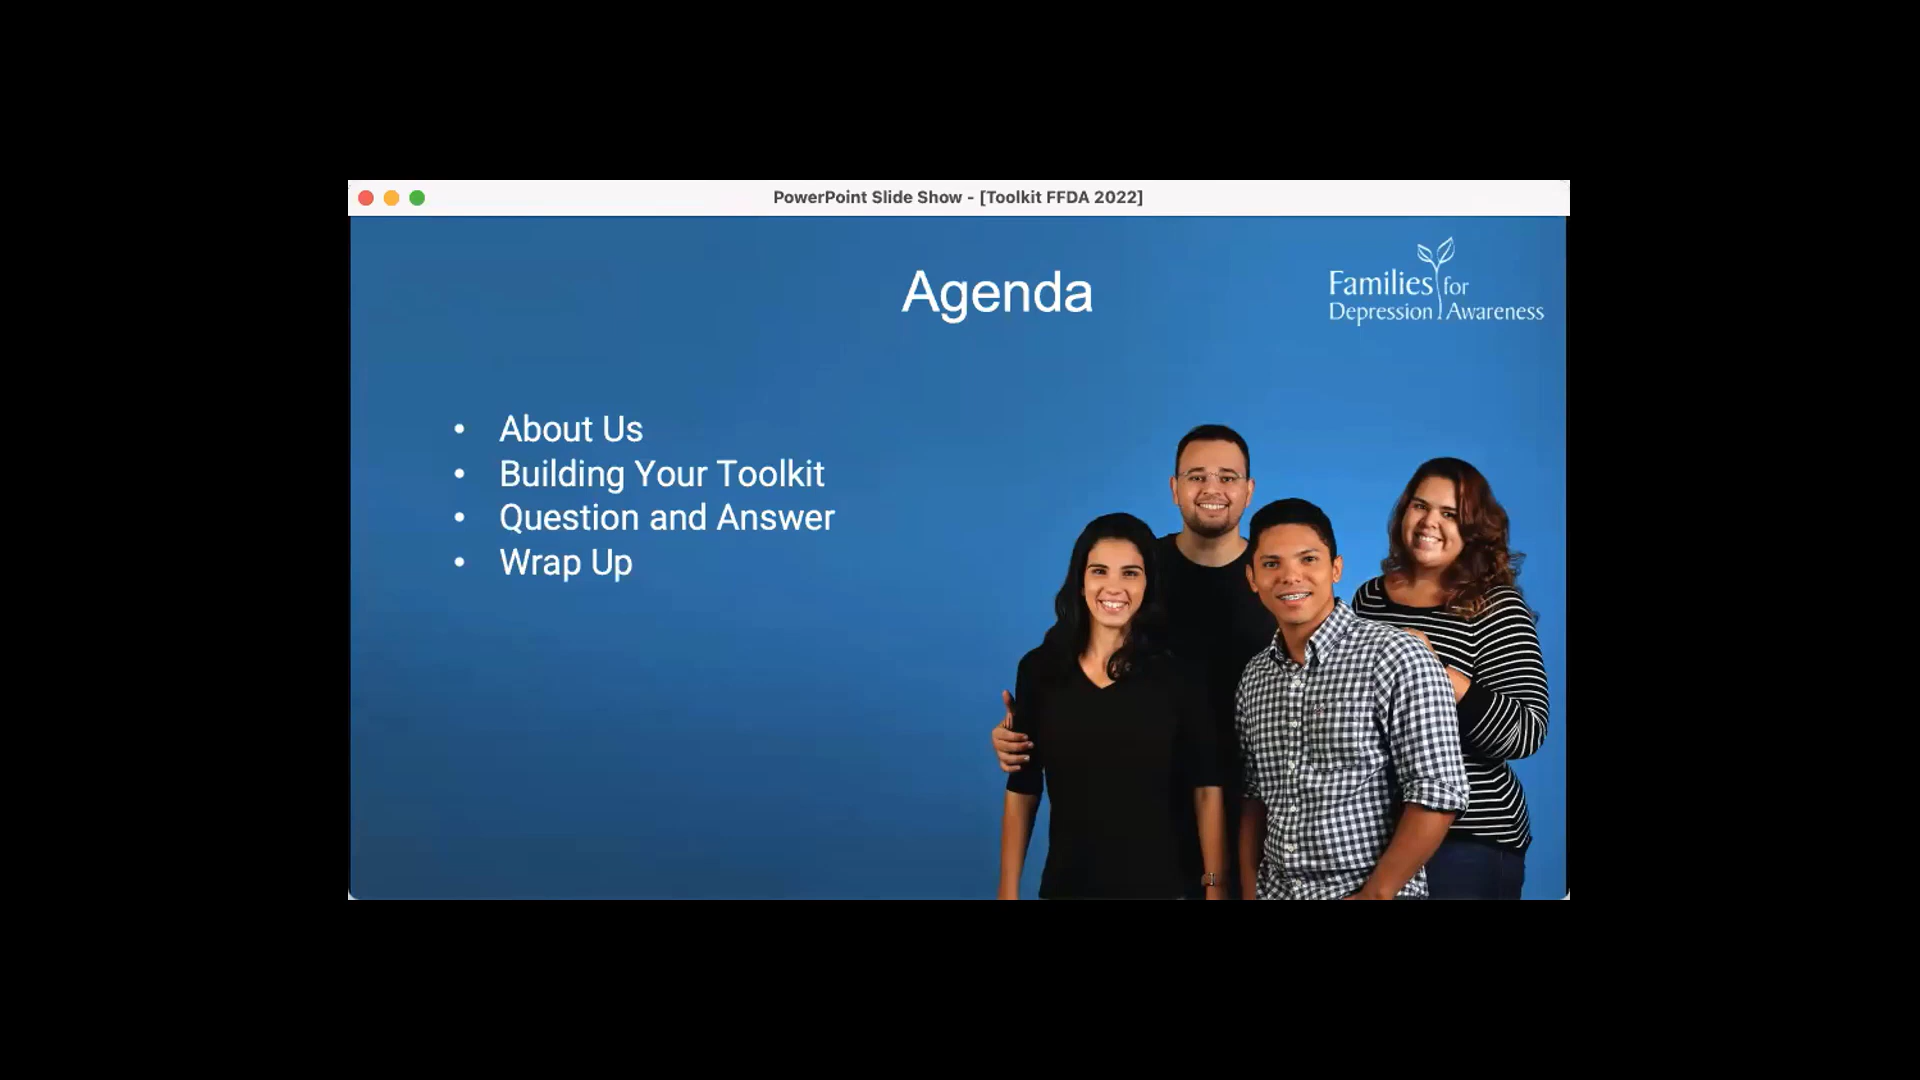 PowerPoint Slide Show - [Toolkit FFDA 2022]
Agenda
Families for
Depression Awareness
• About Us
• Building Your Toolkit
• Question and Answer
• Wrap Up